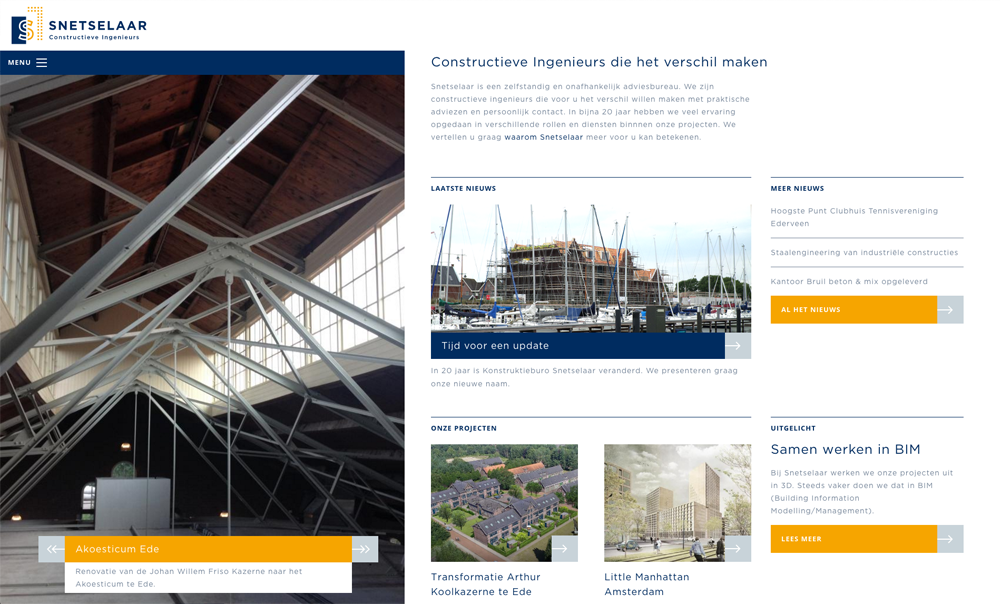 SNETSELAAR
Constructieve Ingenieurs
MENU
Constructieve Ingenieurs die het verschil maken
Snetselaar is een zelfstandig en onafhankelijk adviesbureau. We zijn
constructieve ingenieurs die voor u het verschil willen maken met praktische
adviezen en persoonlijk contact. In bijna 20 jaar hebben we veel ervaring
opgedaan in verschillende rollen en diensten binnnen onze projecten. We
vertellen u graag waarom Snetselaar meer voor u kan betekenen.
LAATSTE NIEUWS
Tijd voor een update
In 20 jaar is Konstruktieburo Snetselaar veranderd. We presenteren graag
onze nieuwe naam.
MEER NIEUWS
Hoogste Punt Clubhuis Tennisvereniging
Ederveen
Staalengineering van industriële constructies
Kantoor Bruil beton & mix opgeleverd
AL HET NIEUWS
ONZE PROJECTEN
Transformatie Arthur
Koolkazerne te Ede
Little Manhattan
Amsterdam
UITGELICHT
Samen werken in BIM
Bij Snetselaar werken we onze projecten uit
in 3D. Steeds vaker doen we dat in BIM
(Building Information
Modelling/Management).
LEES MEER
Akoesticum Ede
Renovatie van de Johan Willem Friso Kazerne naar het
Akoesticum te Ede.